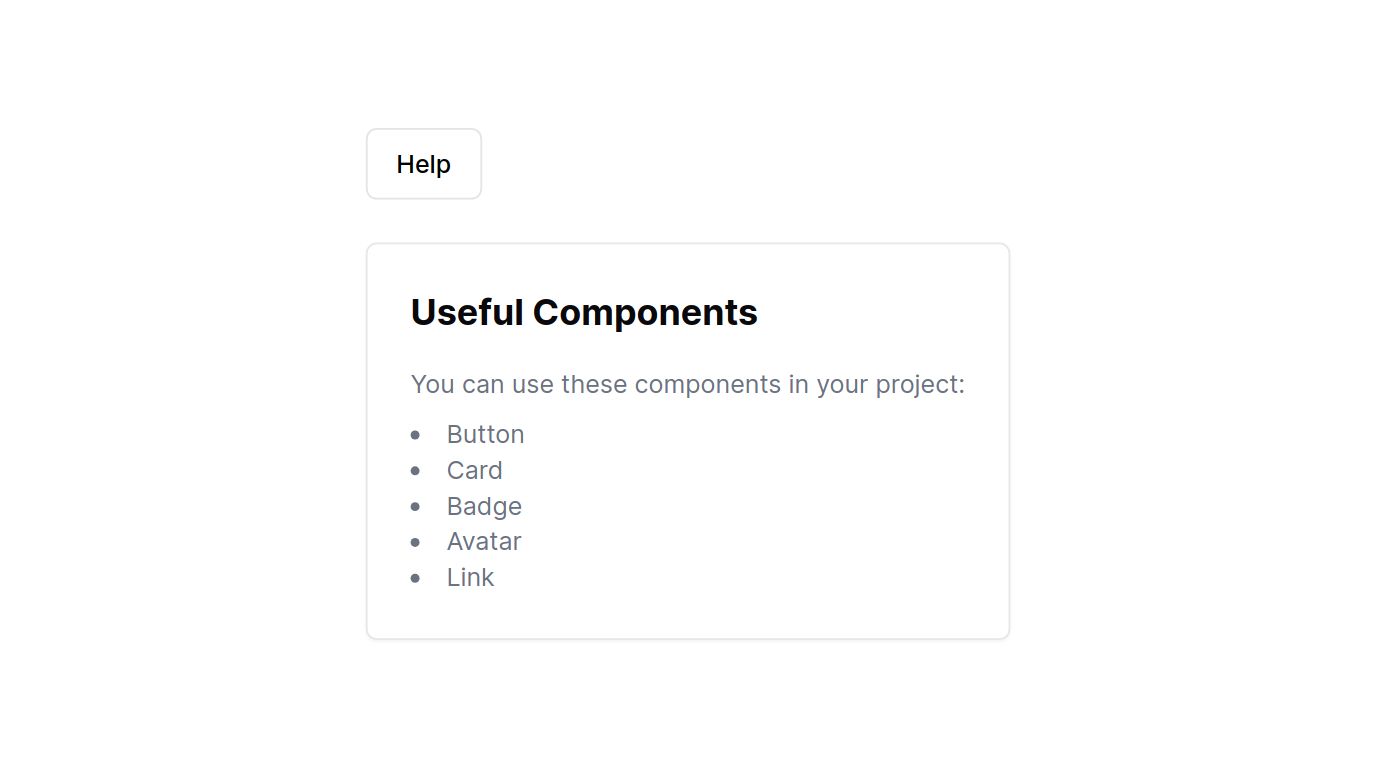 Help
Useful Components
You can use these components in your project:
Button
Card
Badge
Avatar
Link